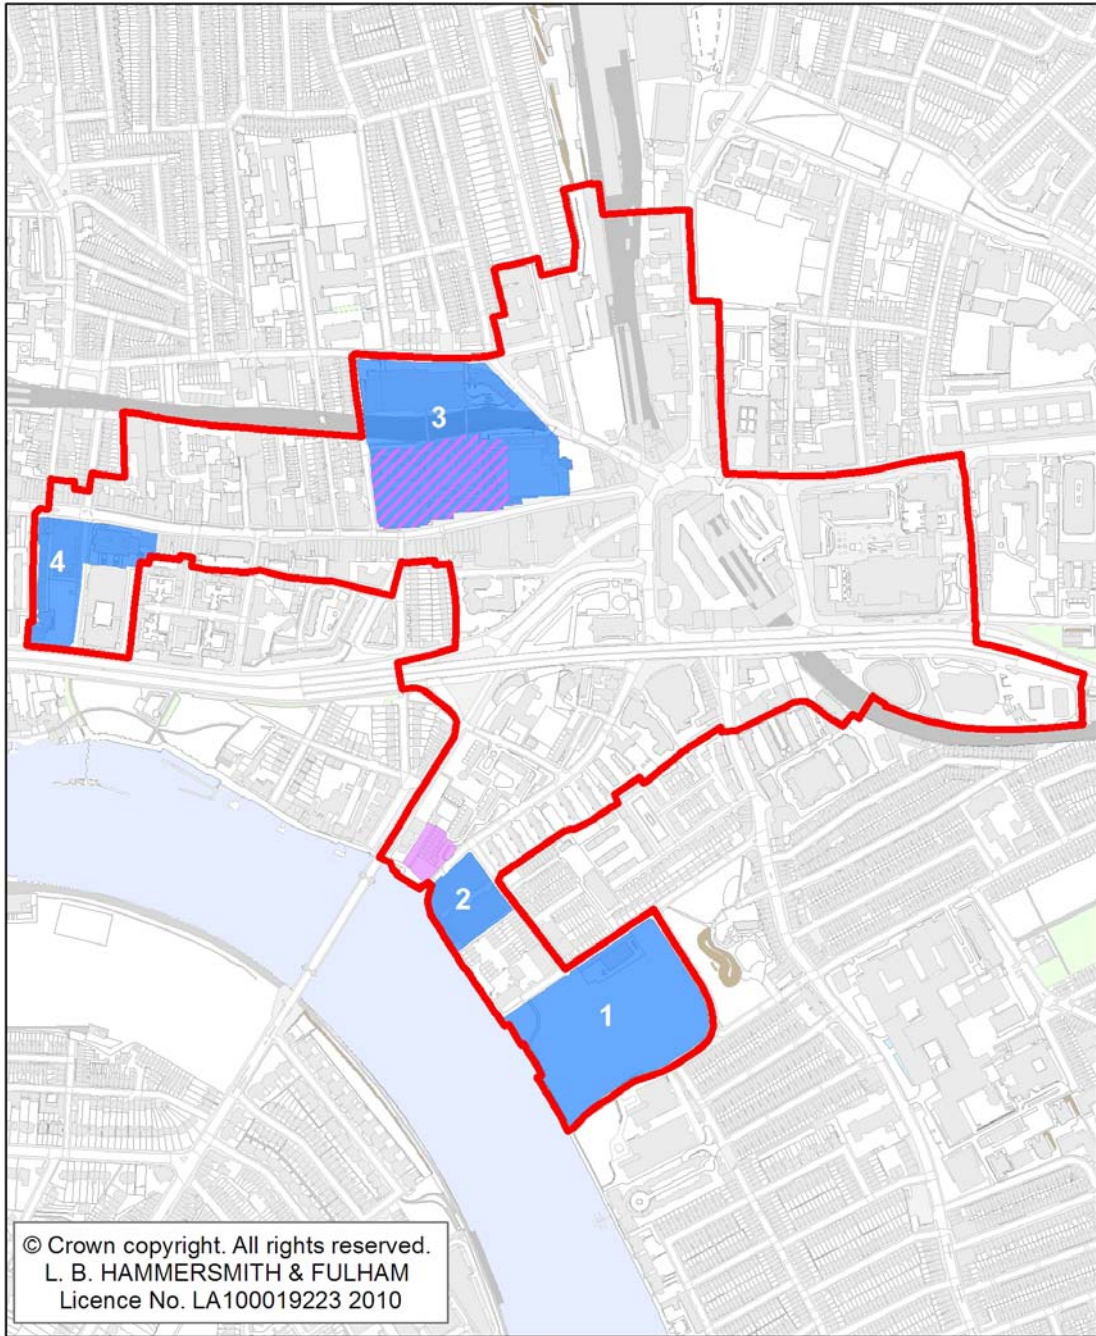 3
4
2
1
© Crown copyright. All rights reserved.
L. B. HAMMERSMITH & FULHAM
Licence No. LA100019223 2010